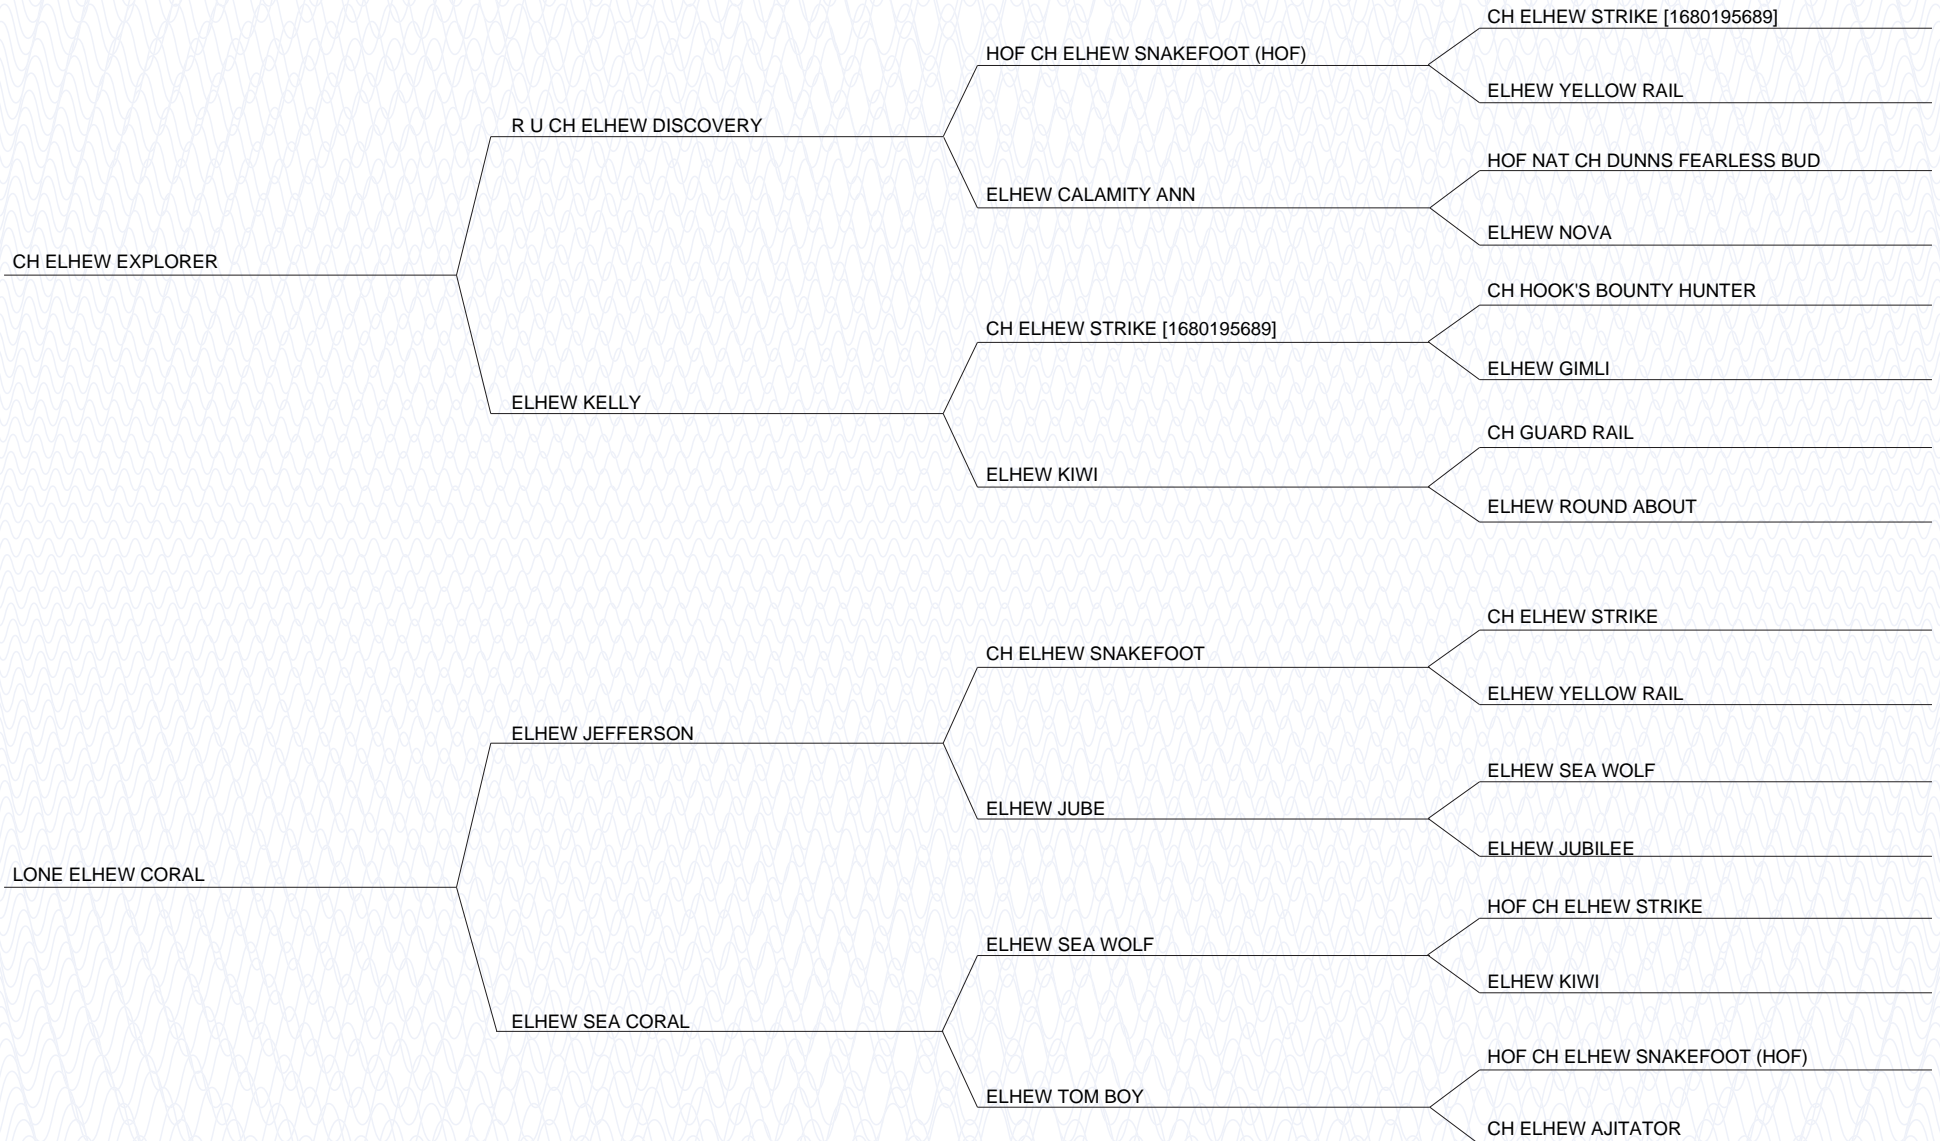 CH ELHEW STRIKE [1680195689]
HOF CH ELHEW SNAKEFOOT (HOF)
ELHEW YELLOW RAIL
R U CH ELHEW DISCOVERY
HOF NAT CH DUNNS FEARLESS BUD
ELHEW CALAMITY ANN
ELHEW NOVA
CH ELHEW EXPLORER
CH HOOK'S BOUNTY HUNTER
CH ELHEW STRIKE [1680195689]
ELHEW GIMLI
ELHEW KELLY
CH GUARD RAIL
ELHEW KIWI
ELHEW ROUND ABOUT
CH ELHEW STRIKE
CH ELHEW SNAKEFOOT
ELHEW YELLOW RAIL
ELHEW JEFFERSON
ELHEW SEA WOLF
ELHEW JUBE
ELHEW JUBILEE
LONE ELHEW CORAL
HOF CH ELHEW STRIKE
ELHEW SEA WOLF
ELHEW KIWI
ELHEW SEA CORAL
HOF CH ELHEW SNAKEFOOT (HOF)
ELHEW TOM BOY
CH ELHEW AJITATOR